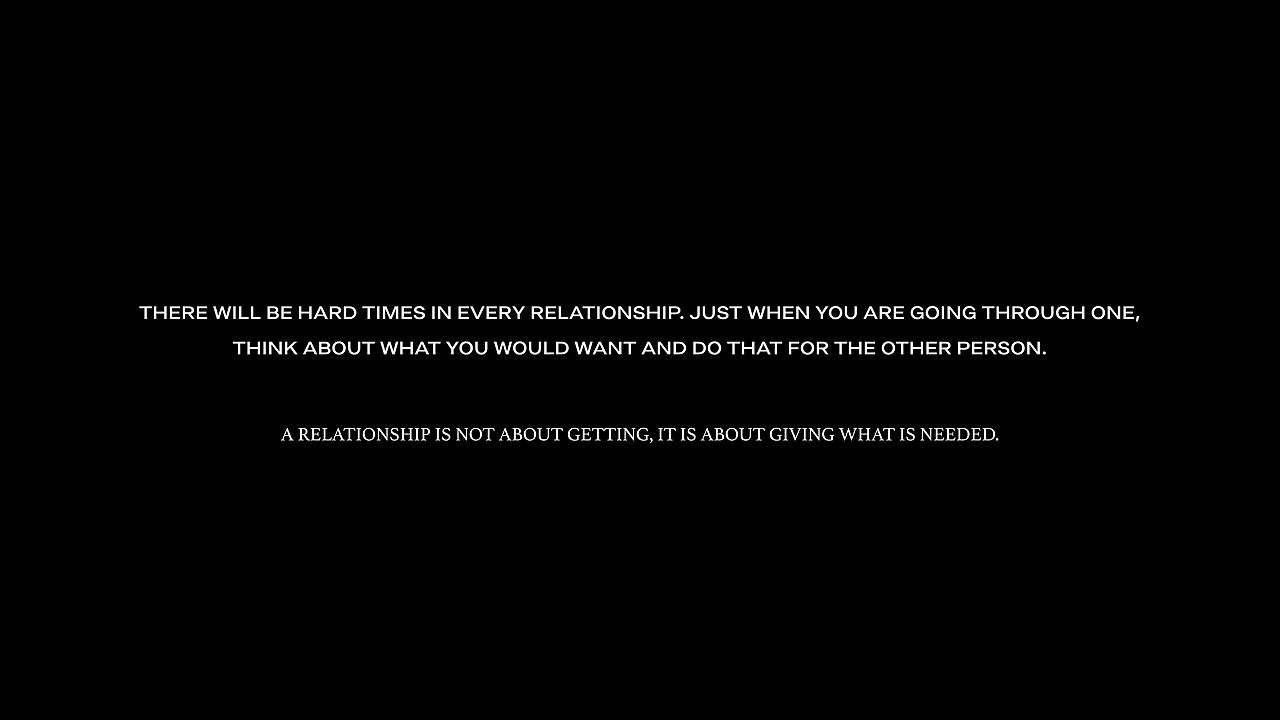 THERE WILL BE HARD TIMES IN EVERY RELATIONSHIP. JUST WHEN YOU ARE GOING THROUGH ONE,
THINK ABOUT WHAT YOU WOULD WANT AND DO THAT FOR THE OTHER PERSON.
A RELATIONSHIP IS NOT ABOUT GETTING, IT IS ABOUT GIVING WHAT IS NEEDED.